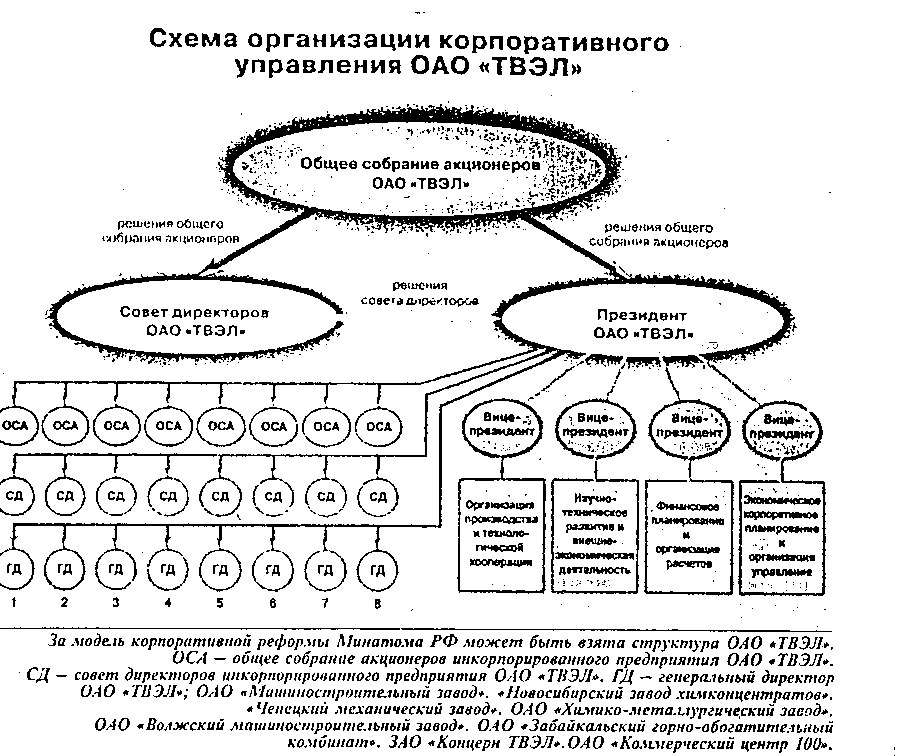 Схема организации корпоративного
управления ОАО «ТВЭЛ»
Общее собрание акционеров
ОАО «ТВЭЛ»
решения общего
собрания акционеров
решения общего
собрания акционеров
решения
совета директоров
Совет директоров
ОАО «ТВЭЛ»
Президент
ОАО «ТВЭЛ»
ОСА ОСА ОСА ОСА ОСА ОСА ОСА ОСА
СД СД СД СД СД СД СД СД
ГД ГД ГД ГД ГД ГД ГД ГД
1 2 3 4 5 6 7 8
Вице-
президент
Вице-
президент
Вице-
президент
Вице-
президент
Организация
производства
и техноло-
гической
кооперации
Научно-
техническое
развитие и
внешне-
экономическая
деятельность
Финансовое
планирование
и
организация
расчетов
Экономическое
корпоративное
планирование
и
организация
управление
За модель корпоративной реформы Минатома РФ может быть взята структура ОАО «ТВЭЛ».
ОСА – общее собрание акционеров инкорпорированного предприятия ОАО «ТВЭЛ».
СД – совет директоров инкорпорированного предприятия ОАО «ТВЭЛ». ГД – генеральный директор
ОАО «ТВЭЛ»; ОАО «Машиностроительный завод». «Новосибирский завод химконцентратов».
«Чепецкий механический завод». ОАО «Химико-металлургический завод».
ОАО «Волжский машиностроительный завод». ОАО «Забайкальский горно-обогатительный
комбинат». ЗАО «Концерн ТВЭЛ».ОАО «Коммерческий центр 100».